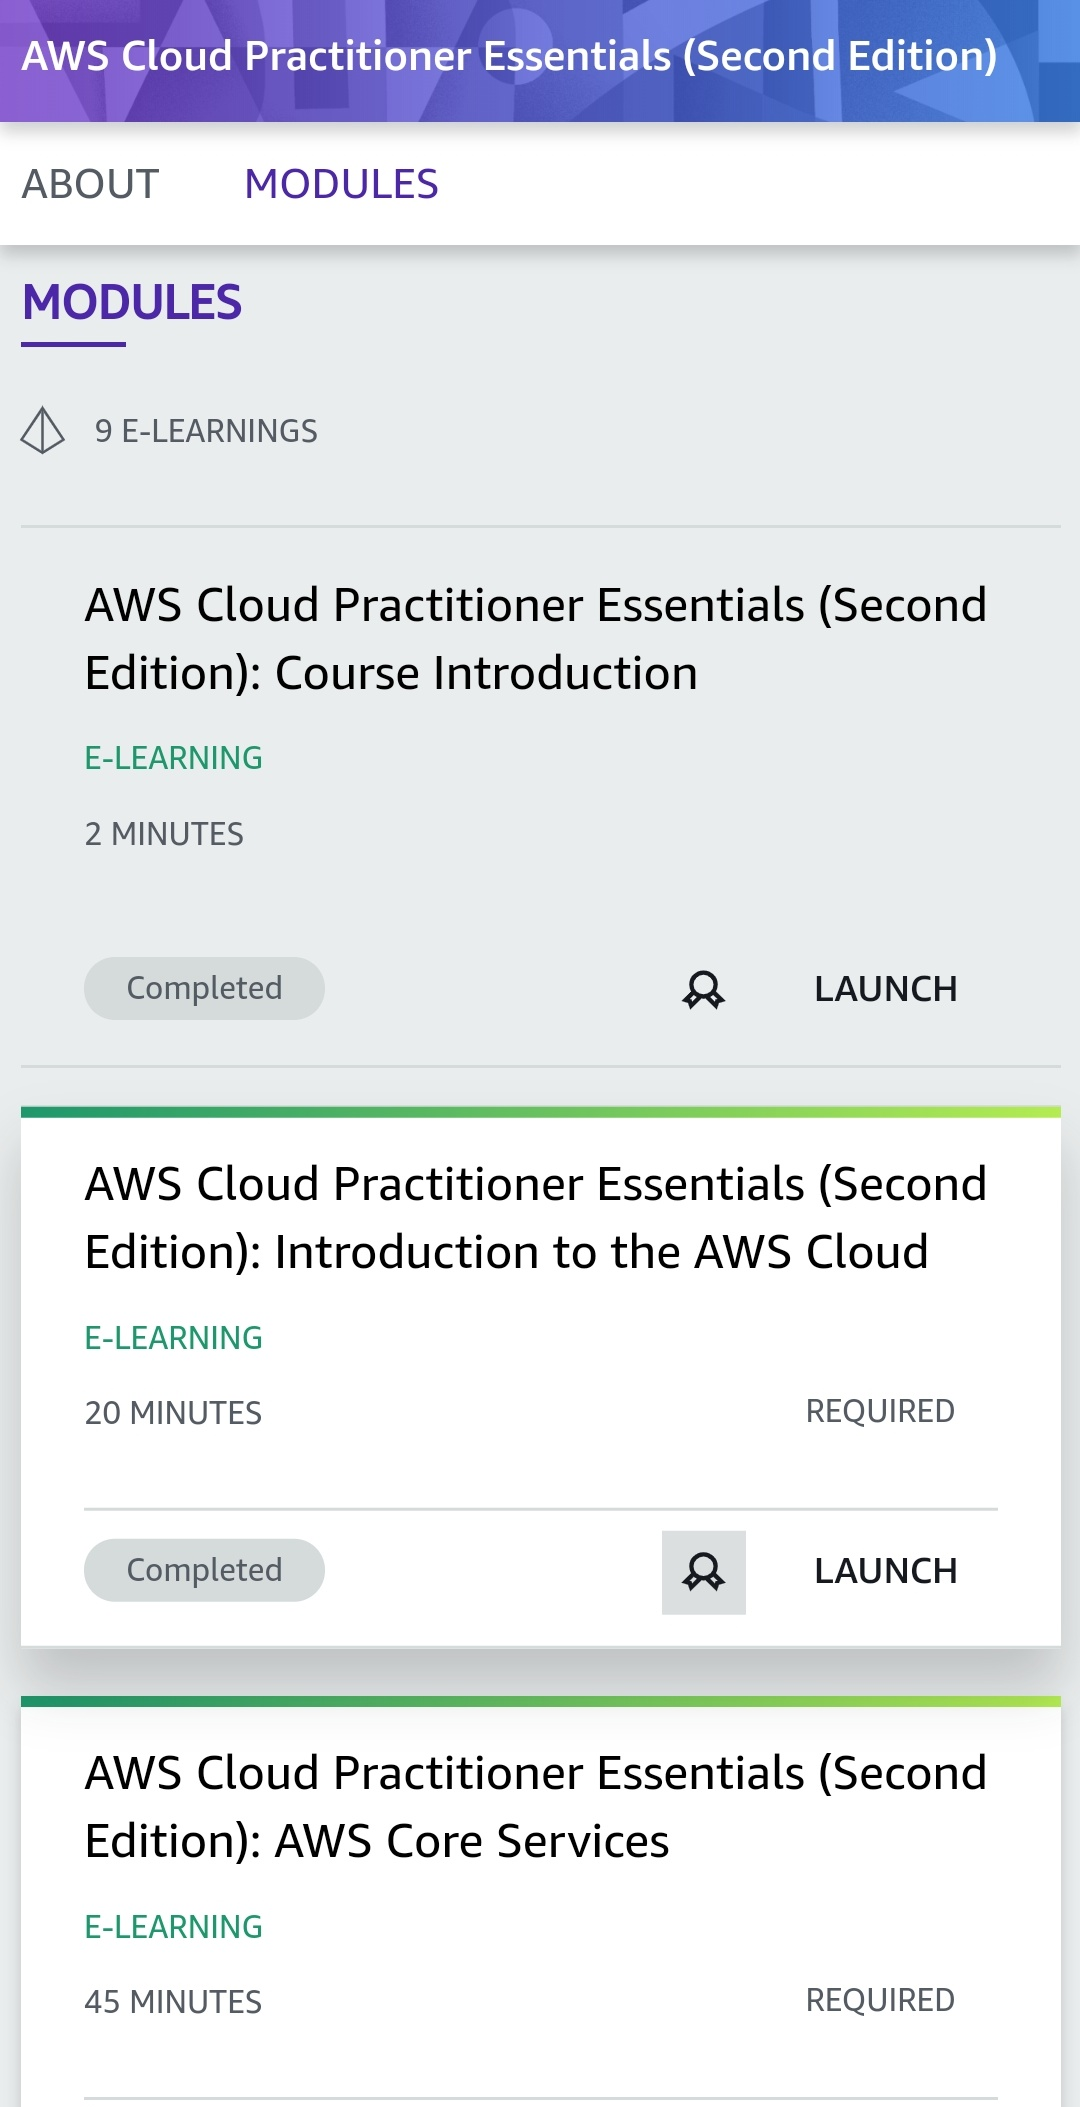 AWS Cloud Practitioner Essentials (Second Edition)
ABOUT MODULES
MODULES
9 E-LEARNINGS
AWS Cloud Practitioner Essentials (Second
Edition): Course Introduction
E-LEARNING
2 MINUTES
Completed LAUNCH
AWS Cloud Practitioner Essentials (Second
Edition): Introduction to the AWS Cloud
E-LEARNING
20 MINUTES REQUIRED
Completed LAUNCH
AWS Cloud Practitioner Essentials (Second
Edition): AWS Core Services
E-LEARNING
45 MINUTES REQUIRED